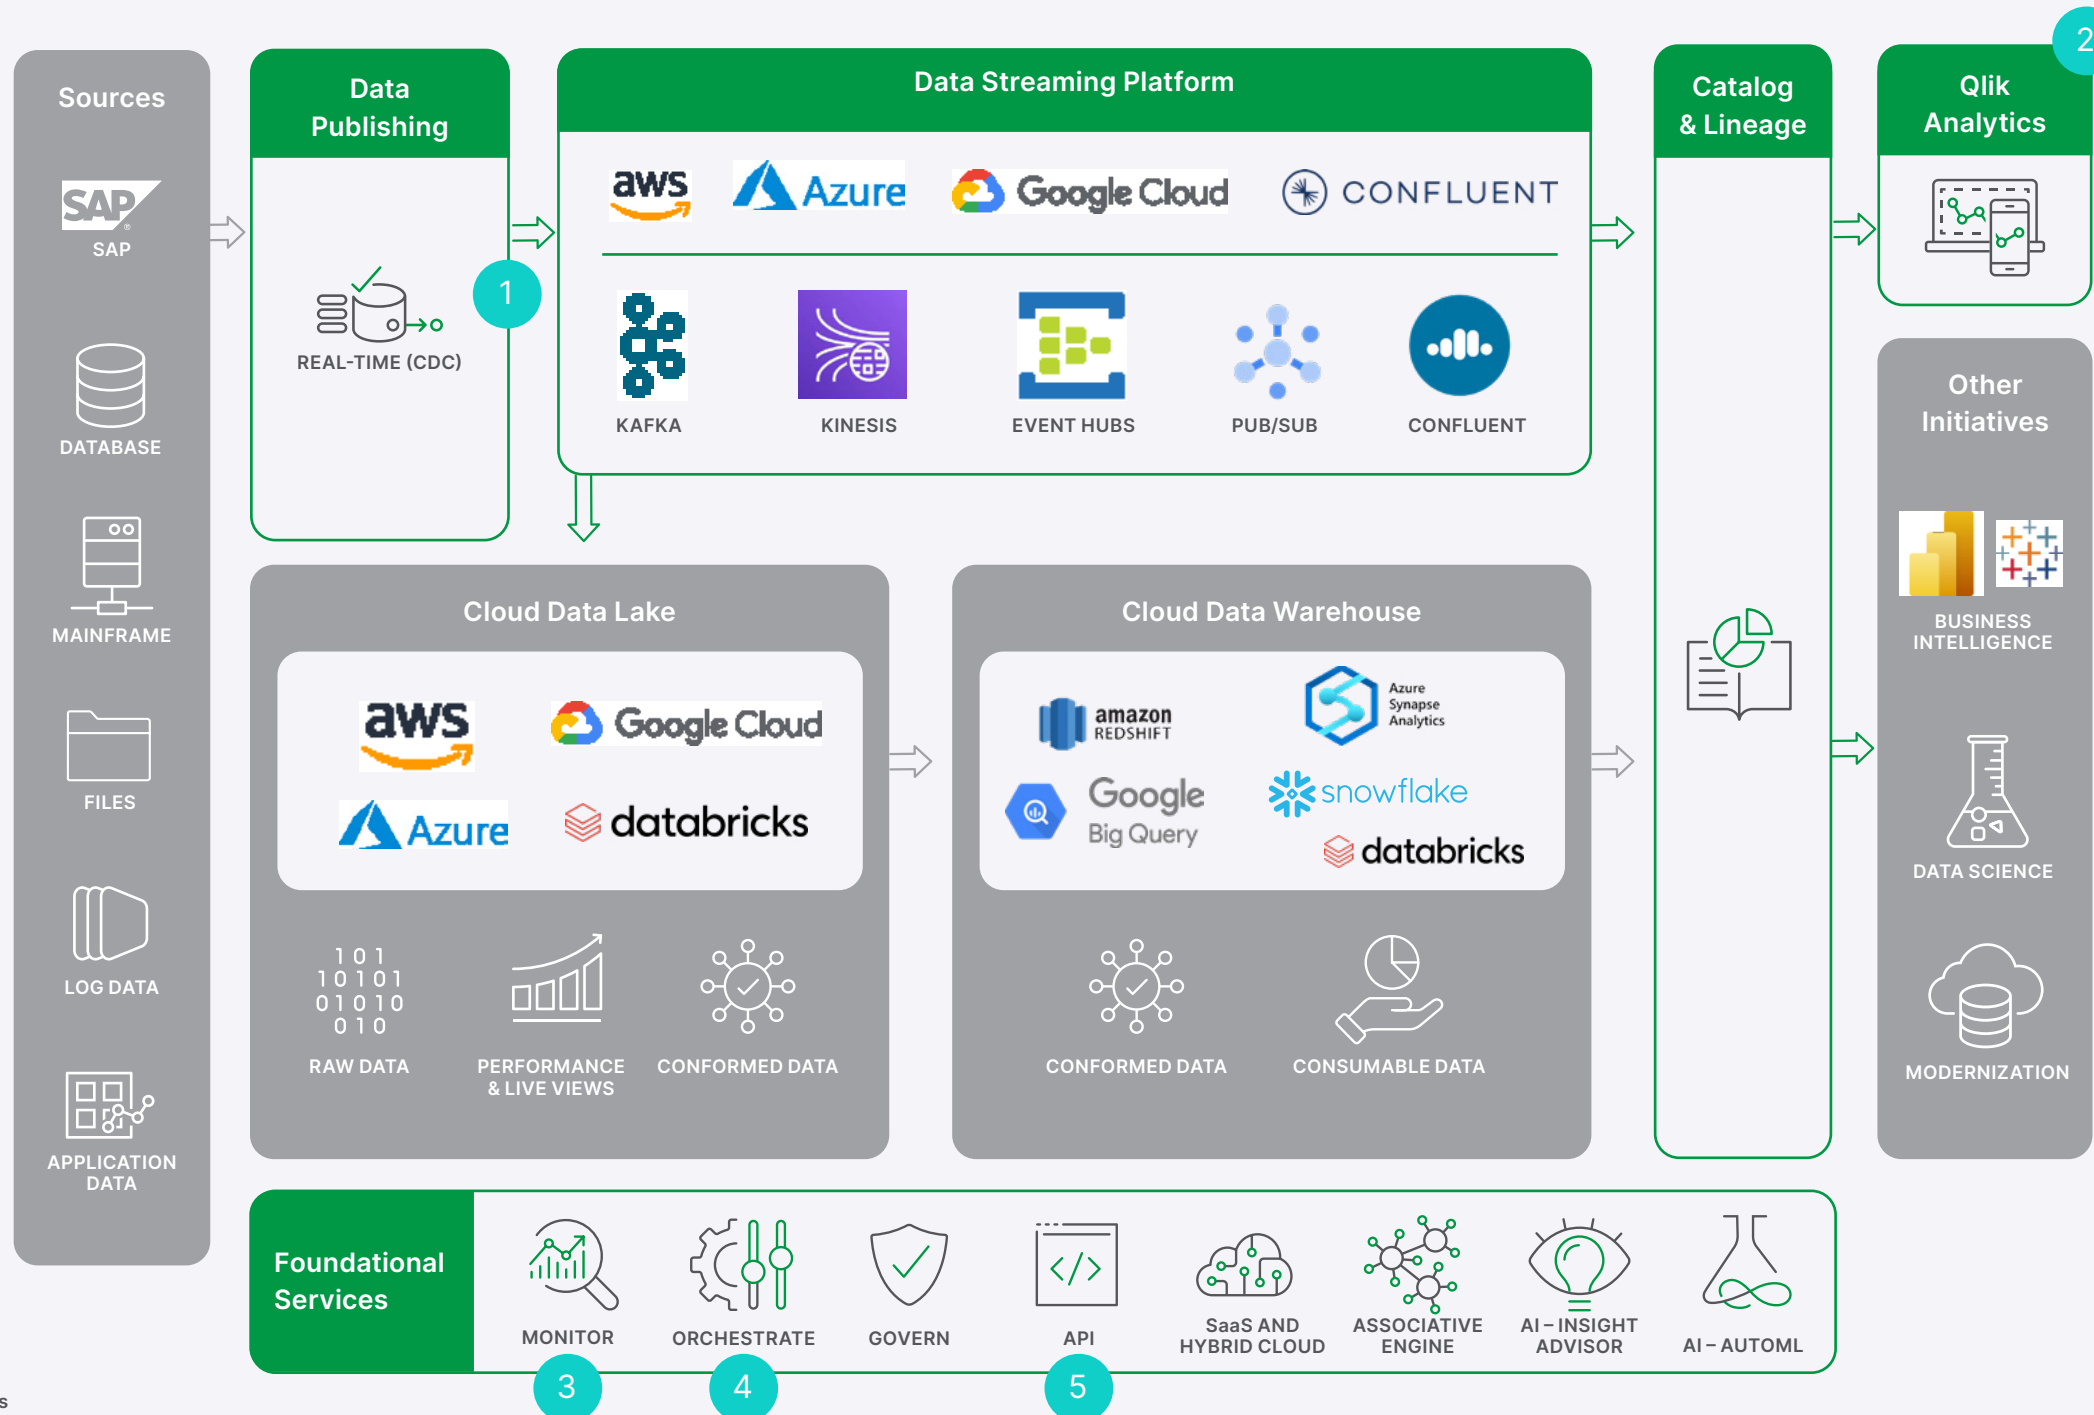 Sources
SAP
®
SAP
DATABASE
MAINFRAME
FILES
LOG DATA
APPLICATION
DATA
Data
Publishing
REAL-TIME (CDC)
1
Data Streaming Platform
aws
Azure
Google Cloud
CONFLUENT
KAFKA
KINESIS
EVENT HUBS
PUB/SUB
CONFLUENT
Catalog
& Lineage
2
Qlik
Analytics
Other
Initiatives
BUSINESS
INTELLIGENCE
DATA SCIENCE
MODERNIZATION
Cloud Data Lake
aws
Google Cloud
Azure
databricks
101
10101
01010
010
RAW DATA
PERFORMANCE
& LIVE VIEWS
CONFORMED DATA
Cloud Data Warehouse
amazon
REDSHIFT
Azure
Synapse
Analytics
Google
Big Query
snowflake
databricks
CONFORMED DATA
CONSUMABLE DATA
Foundational
Services
MONITOR
ORCHESTRATE
GOVERN
</>
API
SaaS AND
HYBRID CLOUD
ASSOCIATIVE
ENGINE
AI – INSIGHT
ADVISOR
AI – AUTOML
3
4
5
s